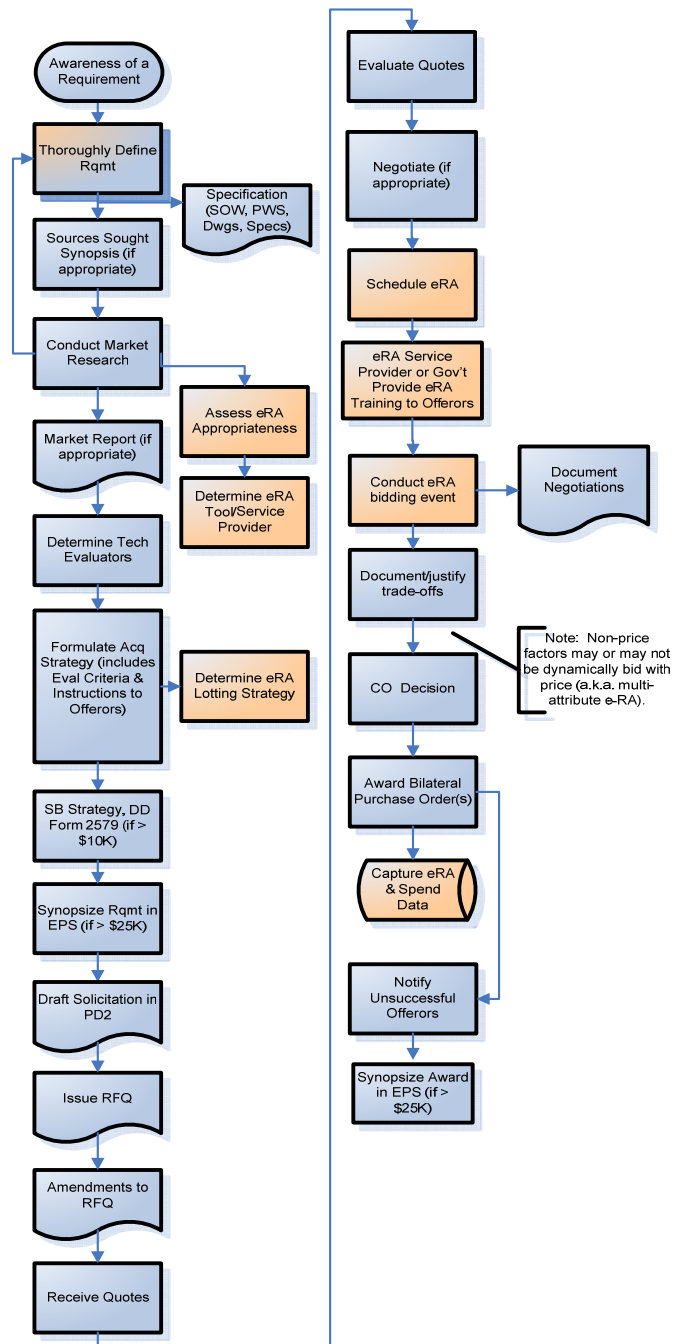 Awareness of a
Requirement
Thoroughly Define
Rqmt
Specification
(SOW, PWS,
Dwgs, Specs)
Sources Sought
Synopsis (if
appropriate)
Conduct Market
Research
Assess eRA
Appropriateness
Market Report (if
appropriate)
Determine eRA
Tool/Service
Provider
Determine Tech
Evaluators
Formulate Acq
Strategy (includes
Eval Criteria &
Instructions to
Offerors)
Determine eRA
Lotting Strategy
SB Strategy, DD
Form 2579 (if >
$10K)
Synopsize Rqmt in
EPS (if > $25K)
Draft Solicitation in
PD2
Issue RFQ
Amendments to
RFQ
Receive Quotes
Evaluate Quotes
Negotiate (if
appropriate)
Schedule eRA
eRA Service
Provider or Gov't
Provide eRA
Training to Offerors
Conduct eRA
bidding event
Document
Negotiations
Document/justify
trade-offs
Note: Non-price
factors may or may not
be dynamically bid with
price (a.k.a. multi-
attribute e-RA).
CO Decision
Award Bilateral
Purchase Order(s)
Capture eRA
& Spend
Data
Notify
Unsuccessful
Offerors
Synopsize Award
in EPS (if >
$25K)